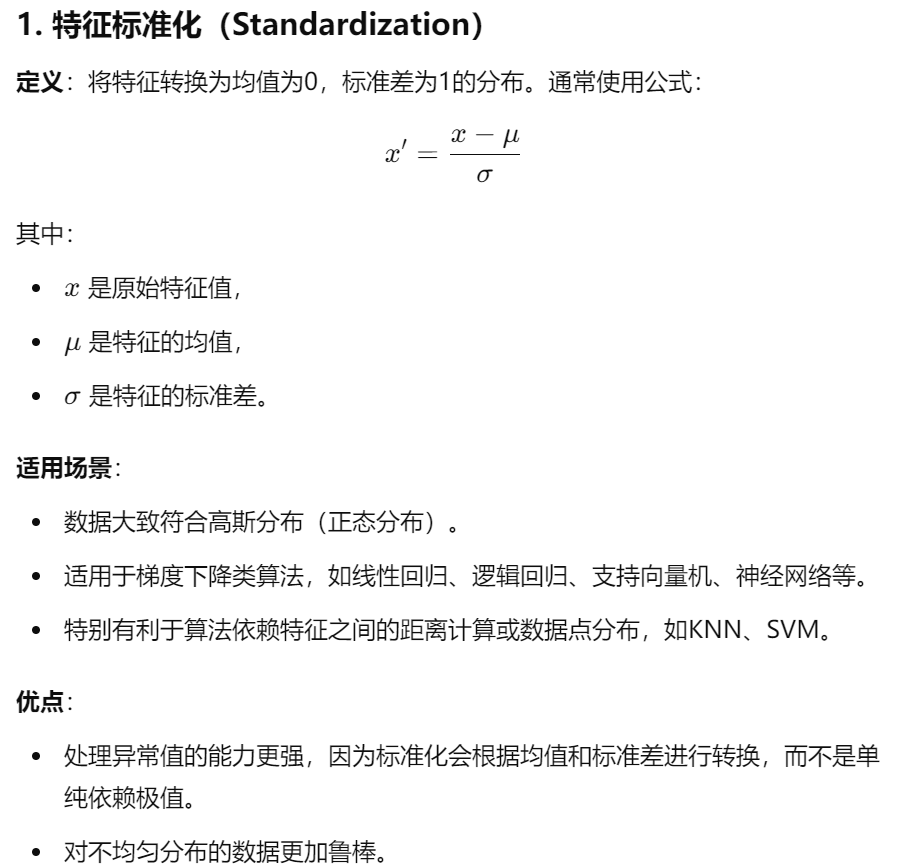 1. 特征标准化（Standardization）
定义：将特征转换为均值为0，标准差为1的分布。通常使用公式：
x′ = (x − μ) / σ
其中：
• x 是原始特征值，
• μ 是特征的均值，
• σ 是特征的标准差。
适用场景：
• 数据大致符合高斯分布（正态分布）。
• 适用于梯度下降类算法，如线性回归、逻辑回归、支持向量机、神经网络等。
• 特别有利于算法依赖特征之间的距离计算或数据点分布，如KNN、SVM。
优点：
• 处理异常值的能力更强，因为标准化会根据均值和标准差进行转换，而不是单
纯依赖极值。
• 对不均匀分布的数据更加鲁棒。